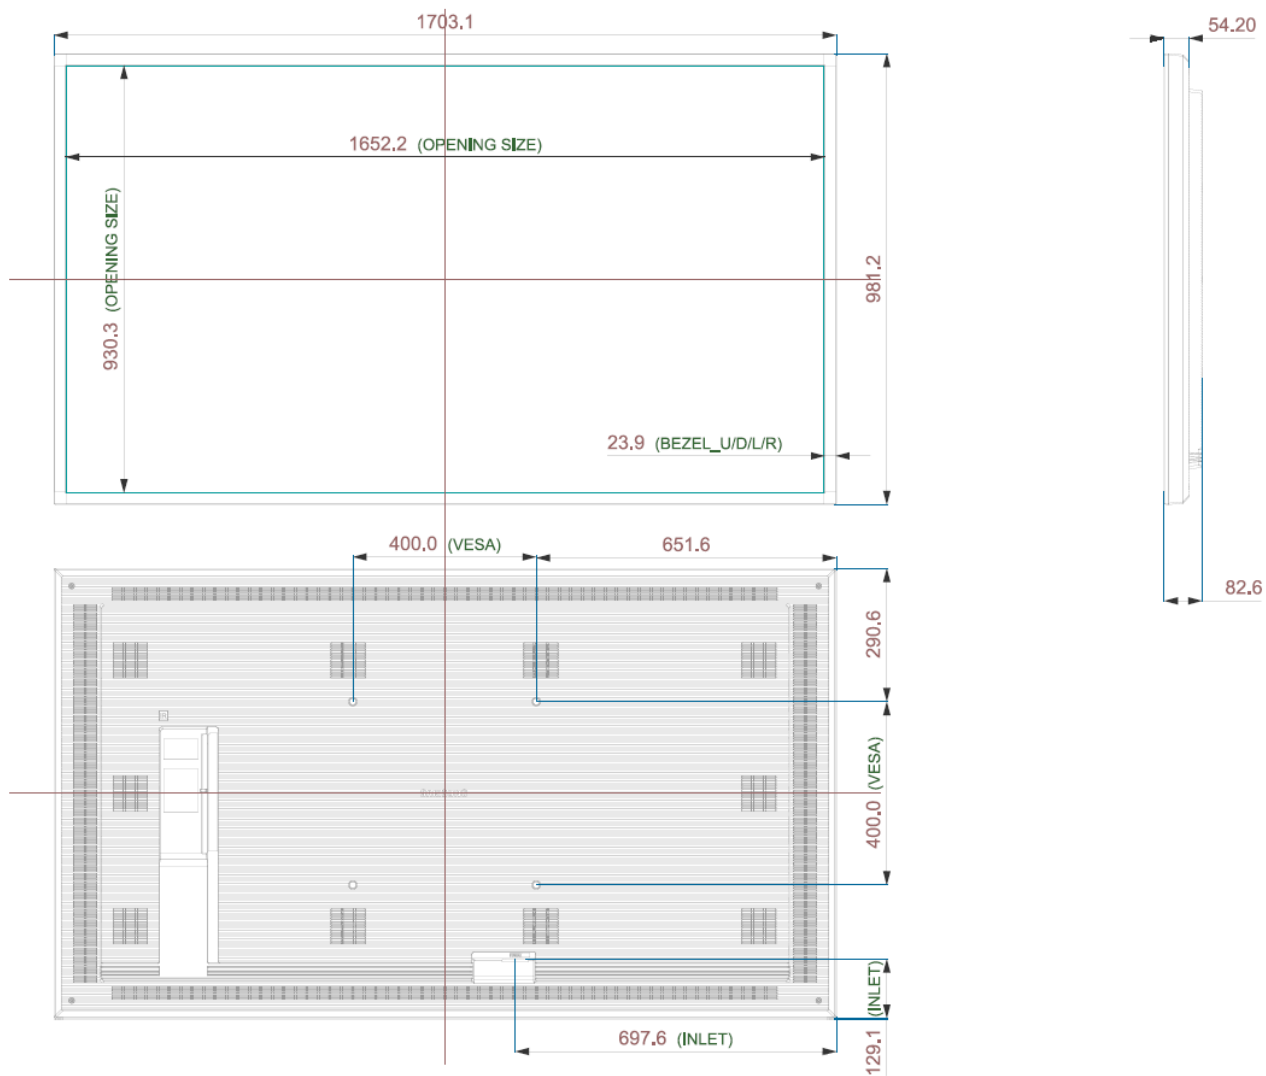 1703.1
54.20
1652.2 (OPENING SIZE)
930.3 (OPENING SIZE)
981.2
23.9 (BEZEL_U/D/L/R)
400.0 (VESA)
651.6
82.6
290.6
400.0 (VESA)
129.1 (INLET)
697.6 (INLET)